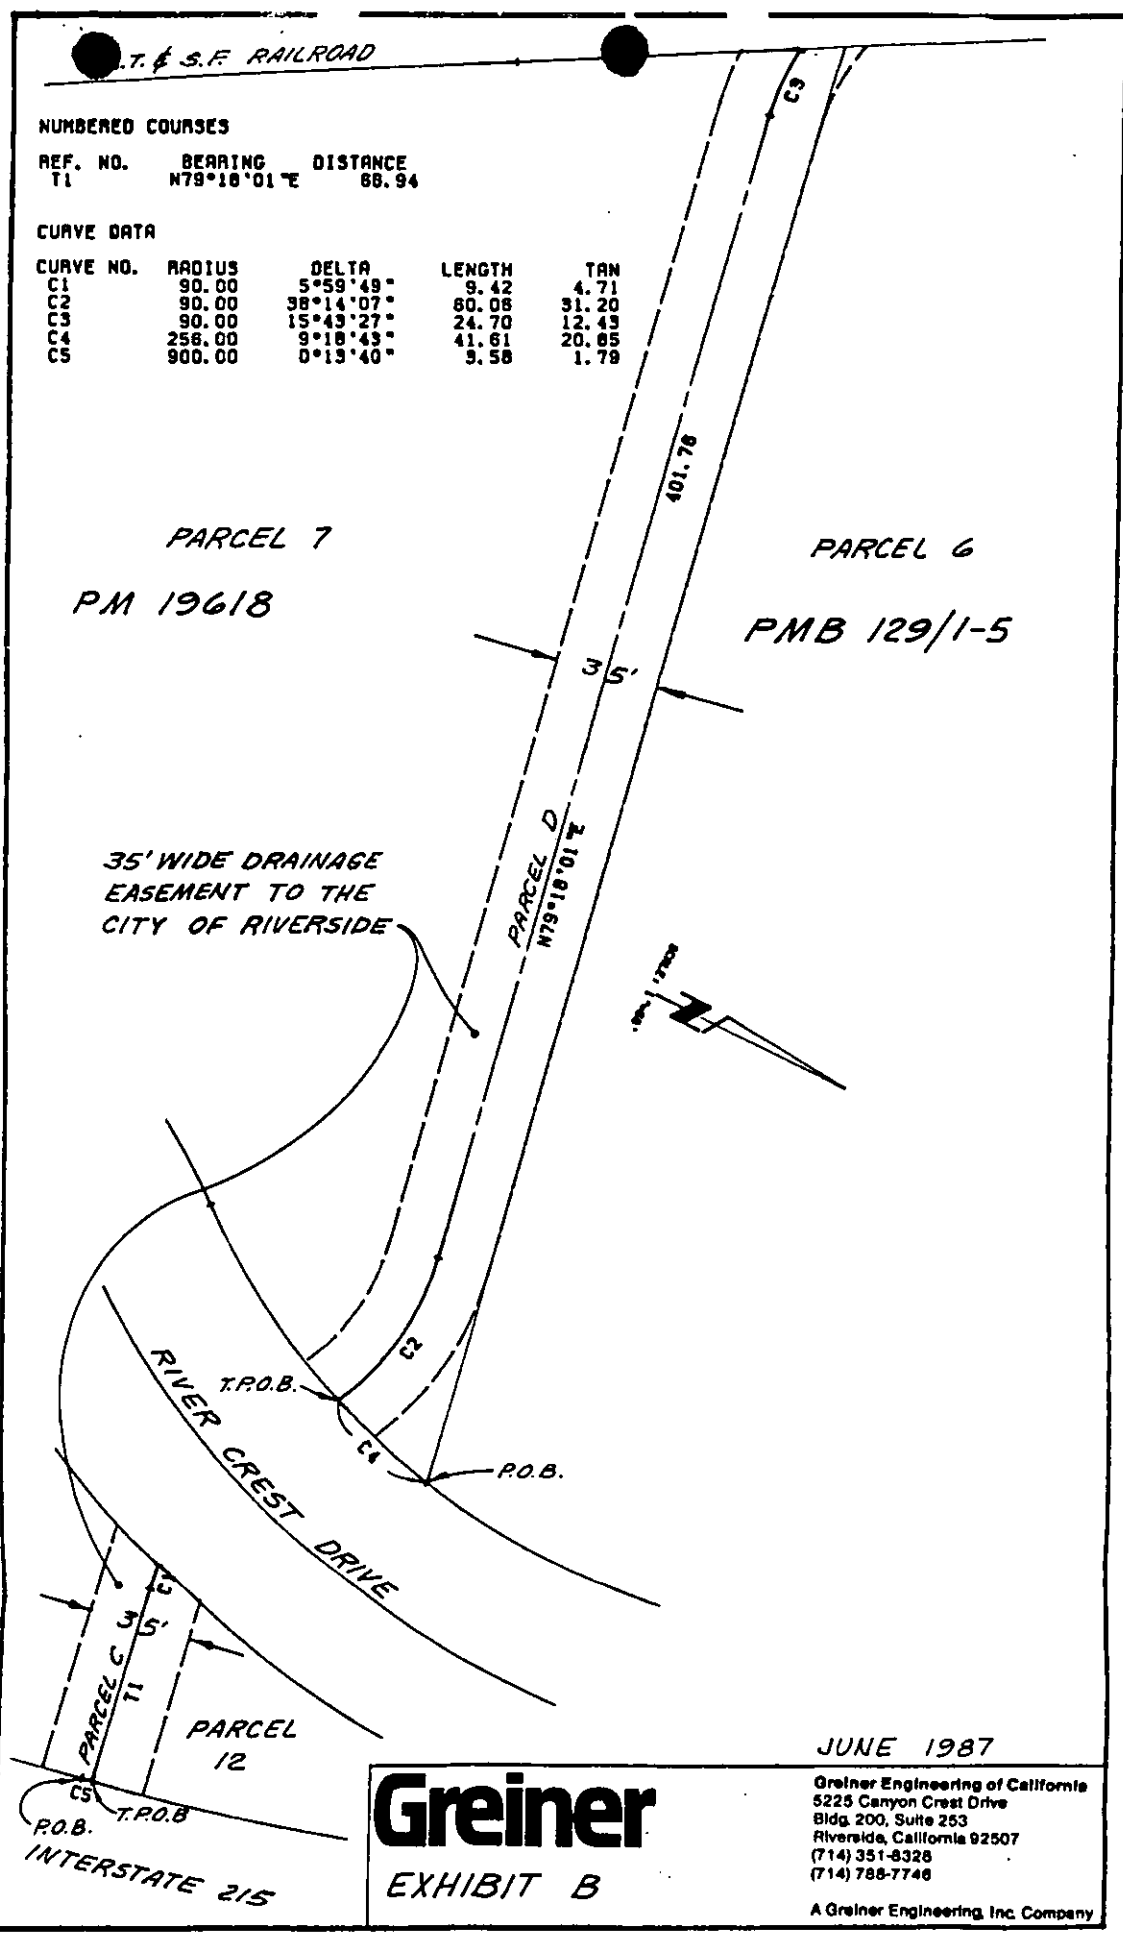 .T. & S.F. RAILROAD
NUMBERED COURSES
REF. NO. BEARING DISTANCE
T1 N79°18'01"E 68.94
CURVE DATA
CURVE NO. RADIUS DELTA LENGTH TAN
C1 90.00 5°59'49" 9.42 4.71
C2 90.00 38°14'07" 60.06 31.20
C3 90.00 15°43'27" 24.70 12.43
C4 256.00 9°18'43" 41.61 20.85
C5 900.00 0°13'40" 3.58 1.79
C3
401.76
PARCEL 7
PM 19618
PARCEL 6
PMB 129/1-5
35'
PARCEL D
N79°18'01"E
35' WIDE DRAINAGE
EASEMENT TO THE
CITY OF RIVERSIDE
N
C2
T.P.O.B.
C4
P.O.B.
RIVER CREST DRIVE
C1
35'
PARCEL C
T1
PARCEL
12
C5
P.O.B.
T.P.O.B
INTERSTATE 215
JUNE 1987
Greiner
EXHIBIT B
Greiner Engineering of California
5225 Canyon Crest Drive
Bldg. 200, Suite 253
Riverside, California 92507
(714) 351-8328
(714) 788-7746
A Greiner Engineering, Inc. Company